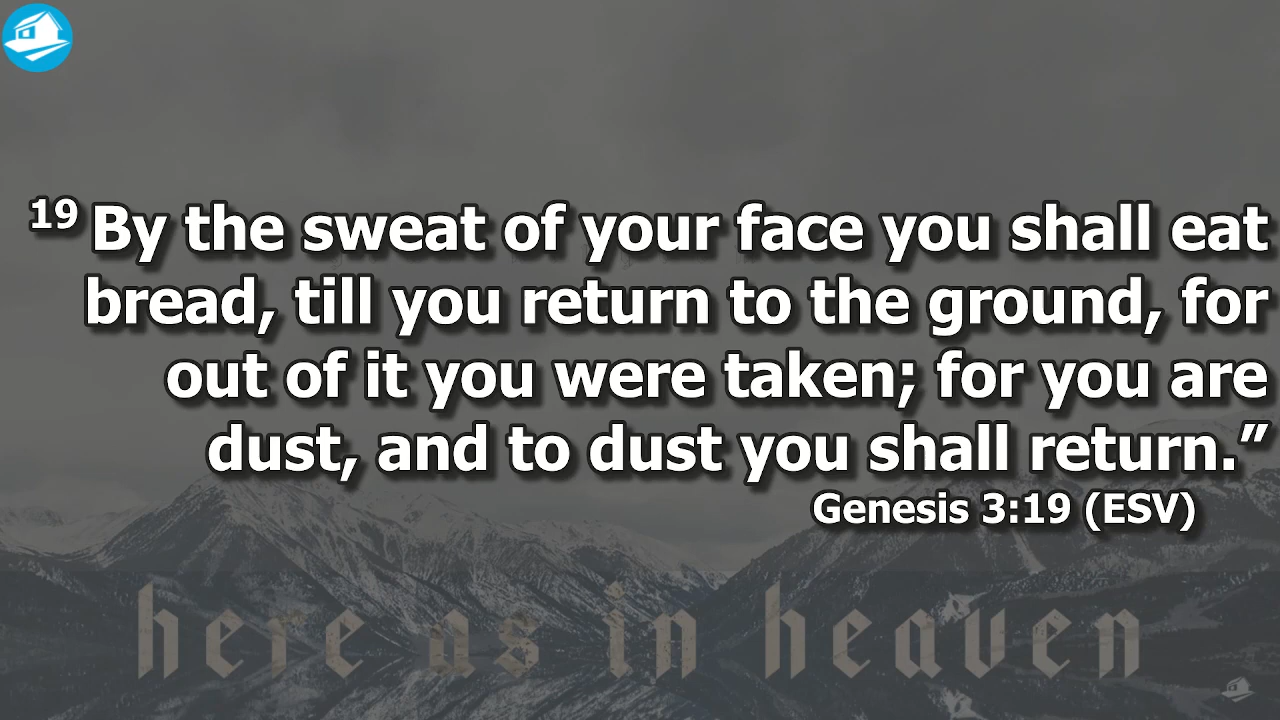 19 By the sweat of your face you shall eat
bread, till you return to the ground, for
out of it you were taken; for you are
dust, and to dust you shall return.”
Genesis 3:19 (ESV)
here as in heaven